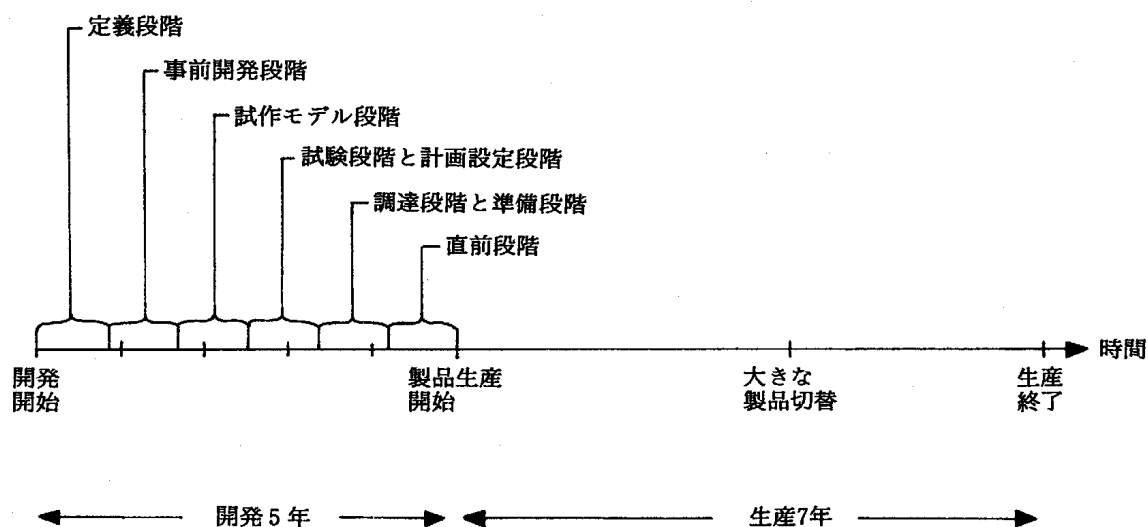 定義段階
事前開発段階
試作モデル段階
試験段階と計画設定段階
調達段階と準備段階
直前段階
時間
開発
開始
製品生産
開始
大きな
製品切替
生産
終了
開発5年
生産7年